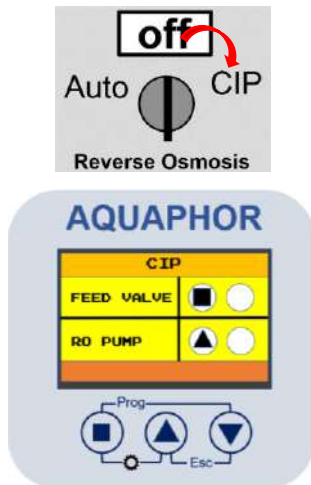 off
Auto CIP
Reverse Osmosis
AQUAPHOR
CIP
FEED VALVE
RO PUMP
Prog
Esc